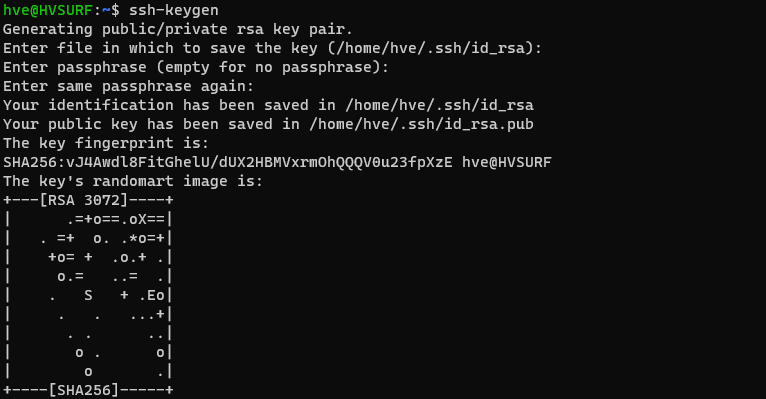 hve@HVSURF:~$ ssh-keygen
Generating public/private rsa key pair.
Enter file in which to save the key (/home/hve/.ssh/id_rsa):
Enter passphrase (empty for no passphrase):
Enter same passphrase again:
Your identification has been saved in /home/hve/.ssh/id_rsa
Your public key has been saved in /home/hve/.ssh/id_rsa.pub
The key fingerprint is:
SHA256:vJ4Awdl8FitGhelU/dUX2HBMVxrmOhQQQV0u23fpXzE hve@HVSURF
The key's randomart image is:
+---[RSA 3072]----+
|      .=+o==.oX==|
|   . =+  o. .*o=+|
|    +o= +  .o.+ .|
|     o.=   ..=  .|
|    .   S   + .Eo|
|     .   .   ...+|
|      . .      ..|
|       o .      o|
|        o       .|
+----[SHA256]-----+